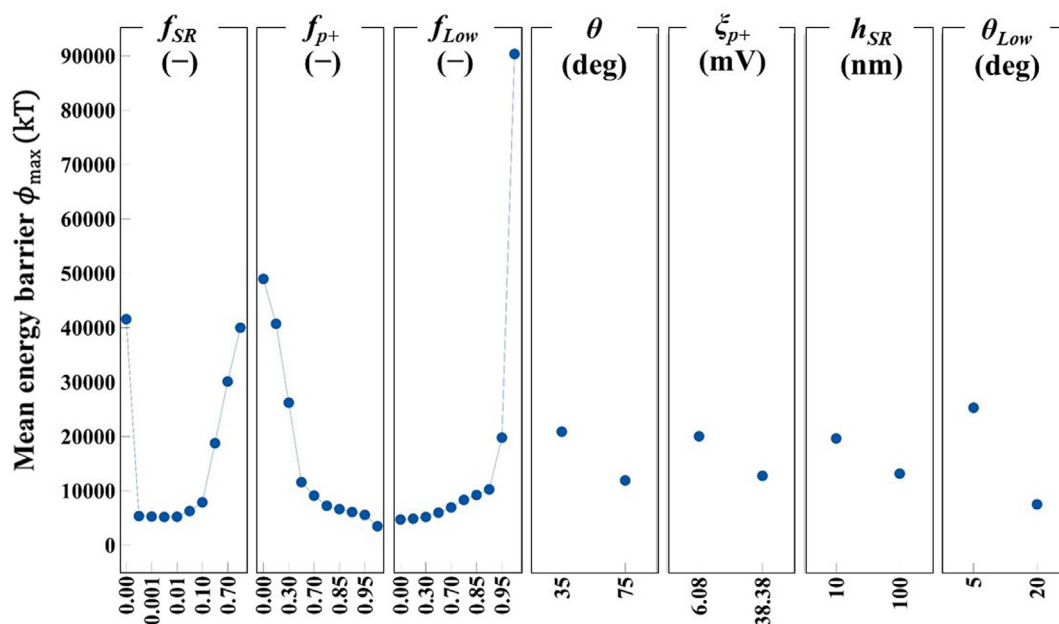 f_SR f_p+ f_Low θ ξ_p+ h_SR θ_Low
(−) (−) (−) (deg) (mV) (nm) (deg)
Mean energy barrier ϕ_max (kT)
90000
80000
70000
60000
50000
40000
30000
20000
10000
0
0.00 0.001 0.01 0.10 0.70 0.00 0.30 0.70 0.85 0.95 0.00 0.30 0.70 0.85 0.95 35 75 6.08 38.38 10 100 5 20